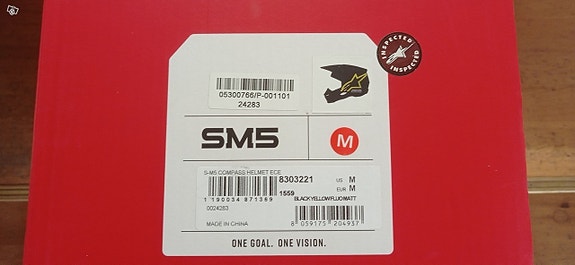 INSPECTED
INSPECTED
05300766/P-001101
24283
SM5
M
S-M5 COMPASS HELMET ECE
8303221
US M
EUR M
1559
BLACK YELLOW FLUO MATT
1 190034 871369
0024283
8 059175 204937
MADE IN CHINA
ONE GOAL. ONE VISION.